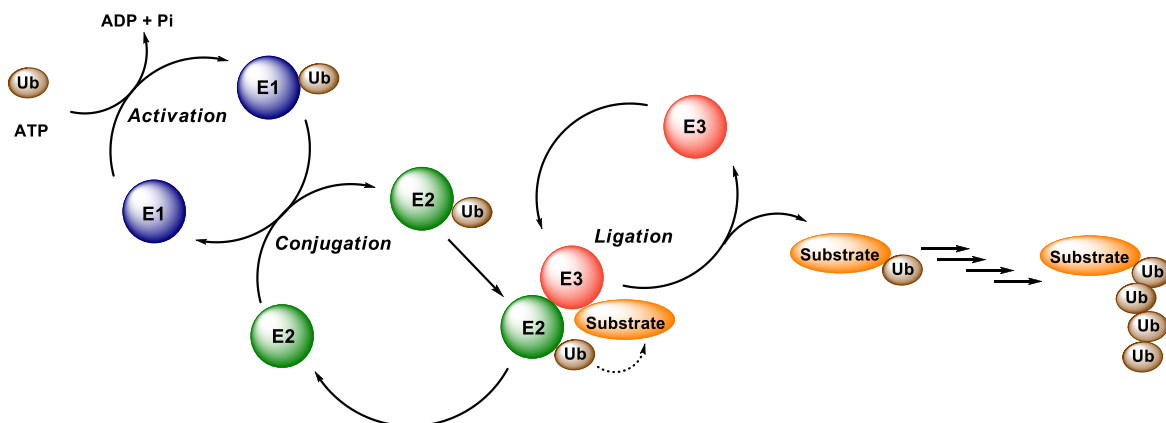 ADP + Pi
Ub
ATP
Activation
E1
Ub
E1
Conjugation
E2
Ub
E2
E3
Ligation
E3
E2
Substrate
Ub
Substrate
Ub
Substrate
Ub
Ub
Ub
Ub